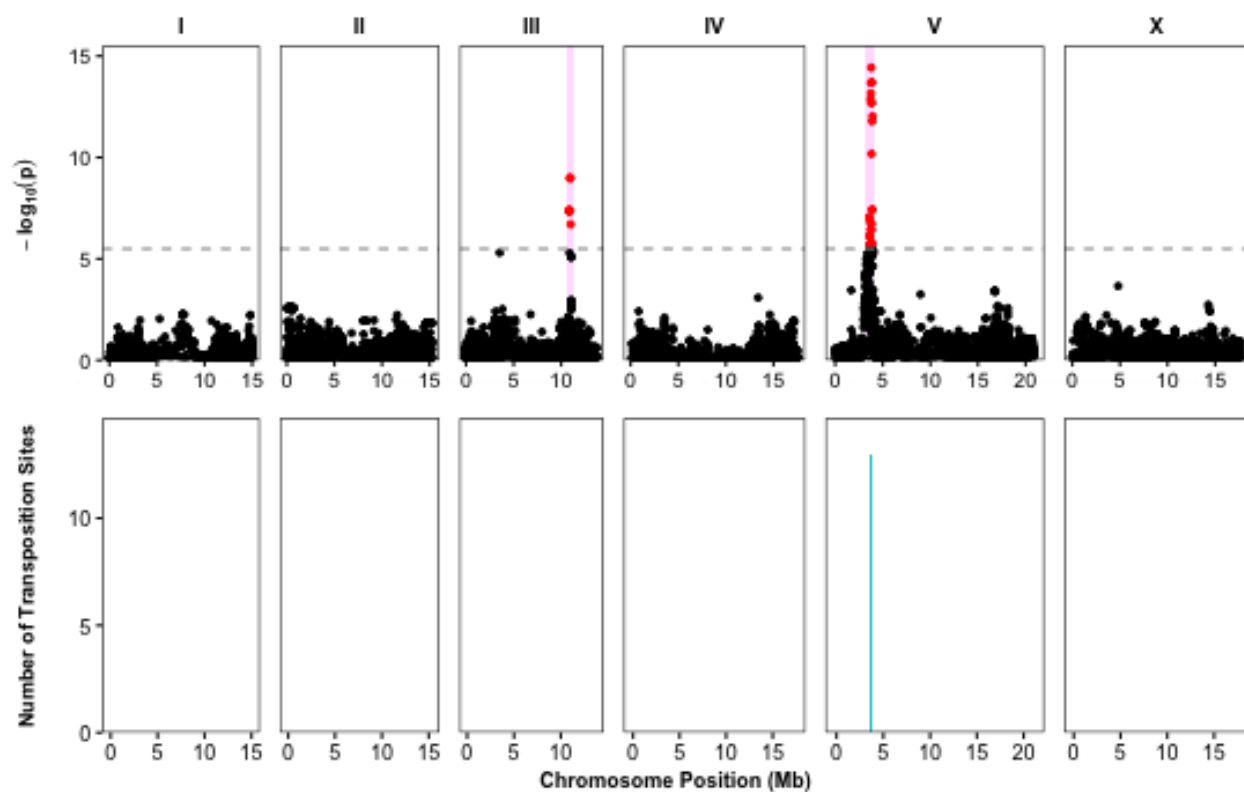 I II III IV V X
− log10(p)
15
10
5
0
0 5 10 15 0 5 10 15 0 5 10 0 5 10 15 0 5 10 15 20 0 5 10 15
Number of Transposition Sites
10
5
0
0 5 10 15 0 5 10 15 0 5 10 0 5 10 15 0 5 10 15 20 0 5 10 15
Chromosome Position (Mb)